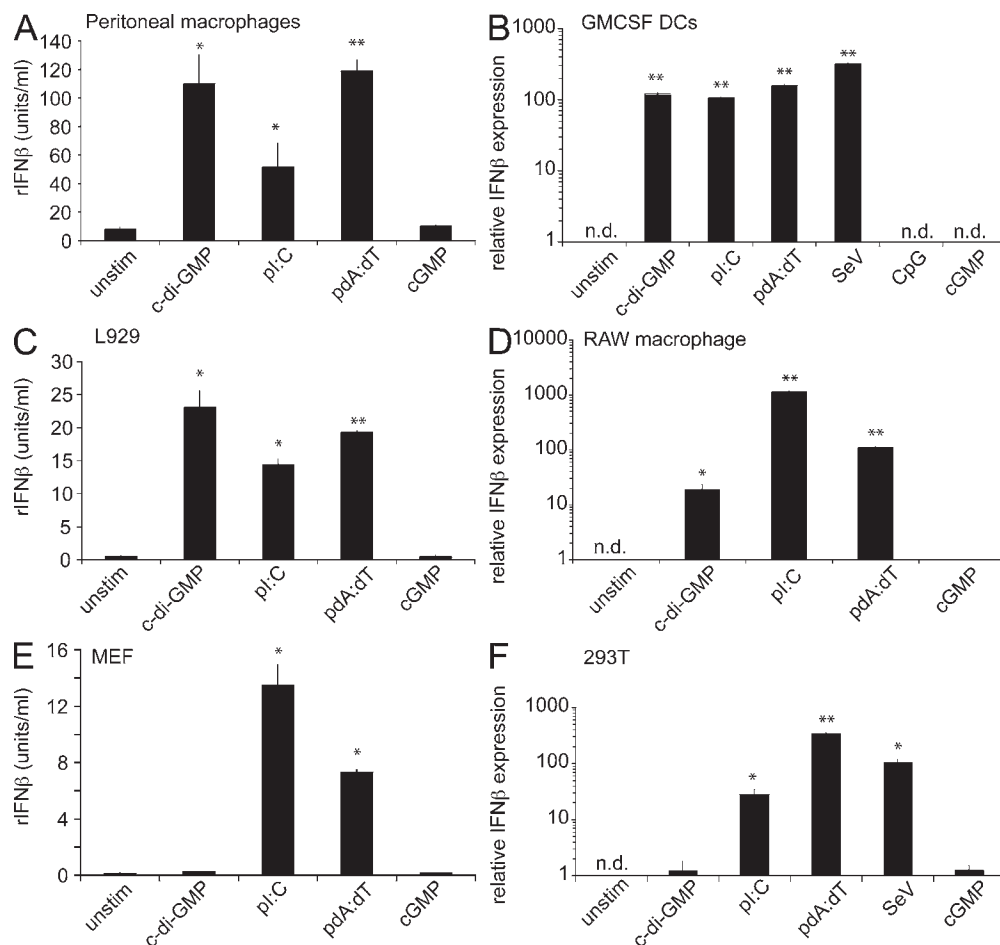 A Peritoneal macrophages
rIFNβ (units/ml)
140
120
100
80
60
40
20
0
*
*
**
unstim
c-di-GMP
pI:C
pdA:dT
cGMP
B GMCSF DCs
relative IFNβ expression
1000
100
10
1
n.d.
**
**
**
**
n.d.
n.d.
unstim
c-di-GMP
pI:C
pdA:dT
SeV
CpG
cGMP
C L929
rIFNβ (units/ml)
30
25
20
15
10
5
0
*
*
**
unstim
c-di-GMP
pI:C
pdA:dT
cGMP
D RAW macrophage
relative IFNβ expression
10000
1000
100
10
1
n.d.
*
**
**
unstim
c-di-GMP
pI:C
pdA:dT
cGMP
E MEF
rIFNβ (units/ml)
16
12
8
4
0
*
*
unstim
c-di-GMP
pI:C
pdA:dT
cGMP
F 293T
relative IFNβ expression
1000
100
10
1
n.d.
*
**
*
unstim
c-di-GMP
pI:C
pdA:dT
SeV
cGMP